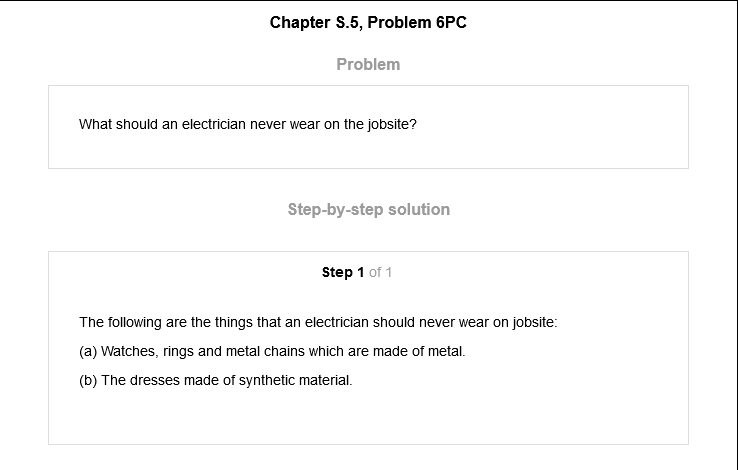 Chapter S.5, Problem 6PC
Problem
What should an electrician never wear on the jobsite?
Step-by-step solution
Step 1 of 1
The following are the things that an electrician should never wear on jobsite:
(a) Watches, rings and metal chains which are made of metal.
(b) The dresses made of synthetic material.